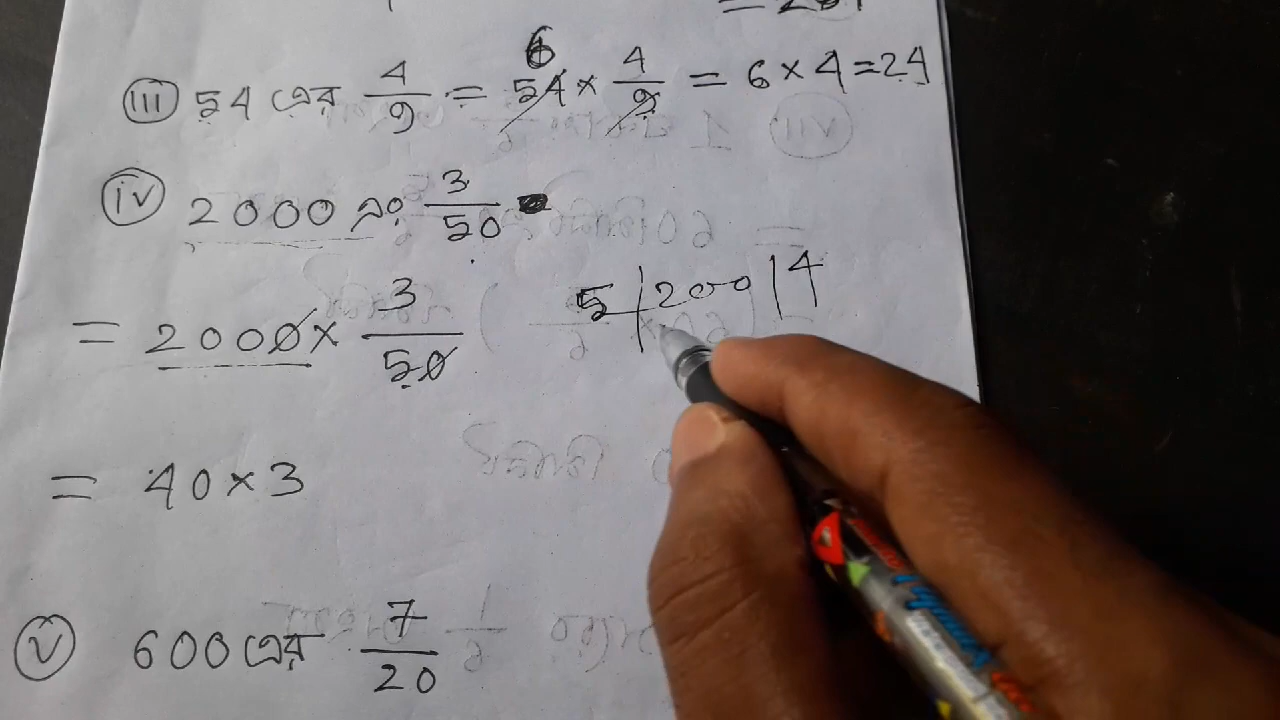 (iii) 54 এর 4/9 = 54 × 4/9 = 6 × 4 = 24
6
(iv) 2000 এর 3/50
= 2000 × 3/50
5 | 200 | 4
= 40 × 3
(v) 600 এর 7/20